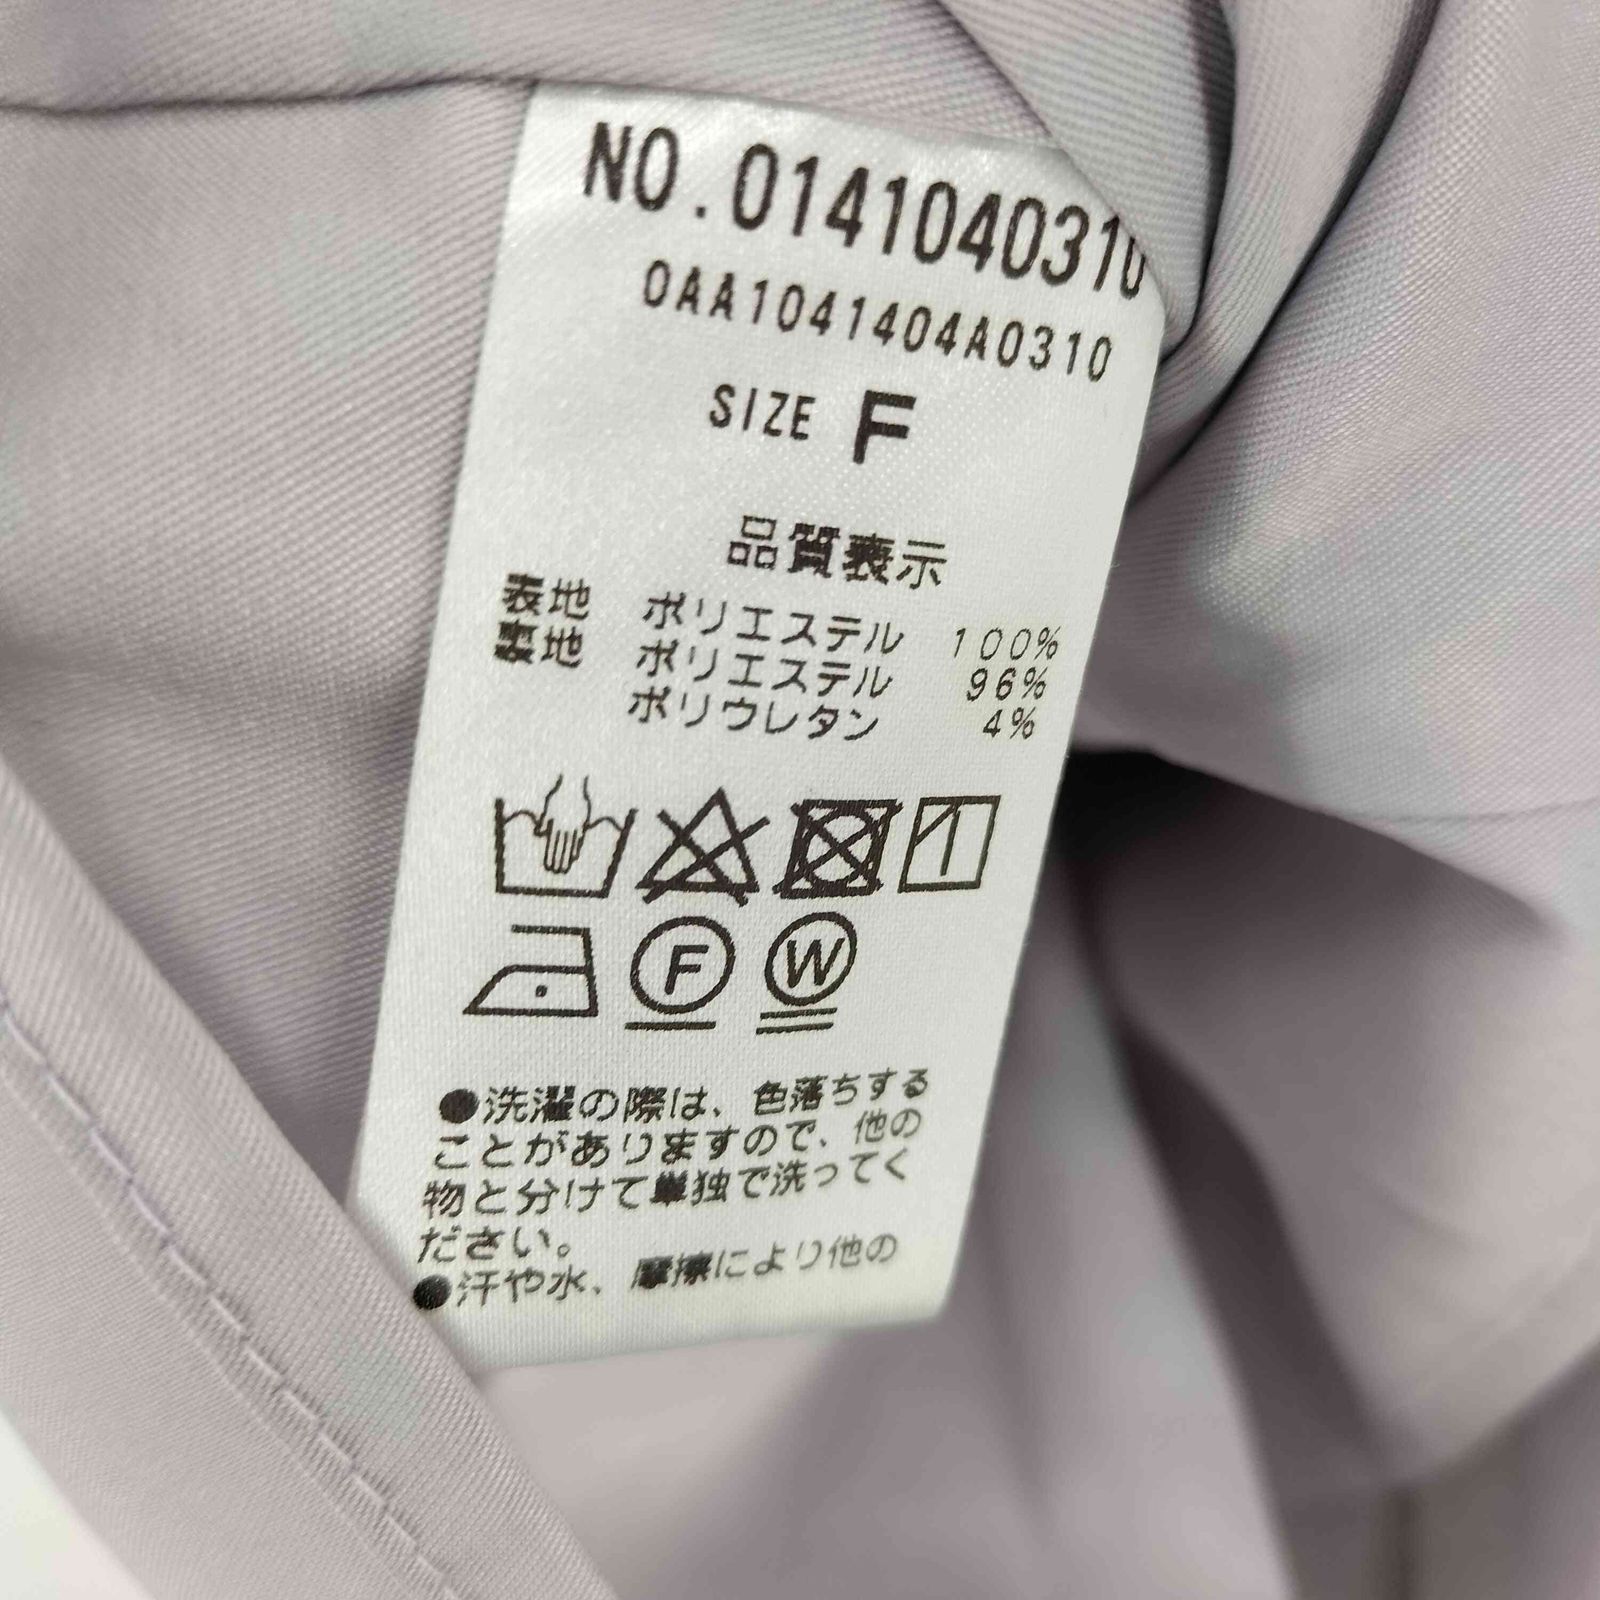 NO.0141040310
0AA1041404A0310
SIZE F
品質表示
表地 ポリエステル 100%
裏地 ポリエステル 96%
ポリウレタン 4%
F
W
●洗濯の際は、色落ちする
ことがありますので、他の
物と分けて単独で洗ってく
ださい。
●汗や水、摩擦により他の